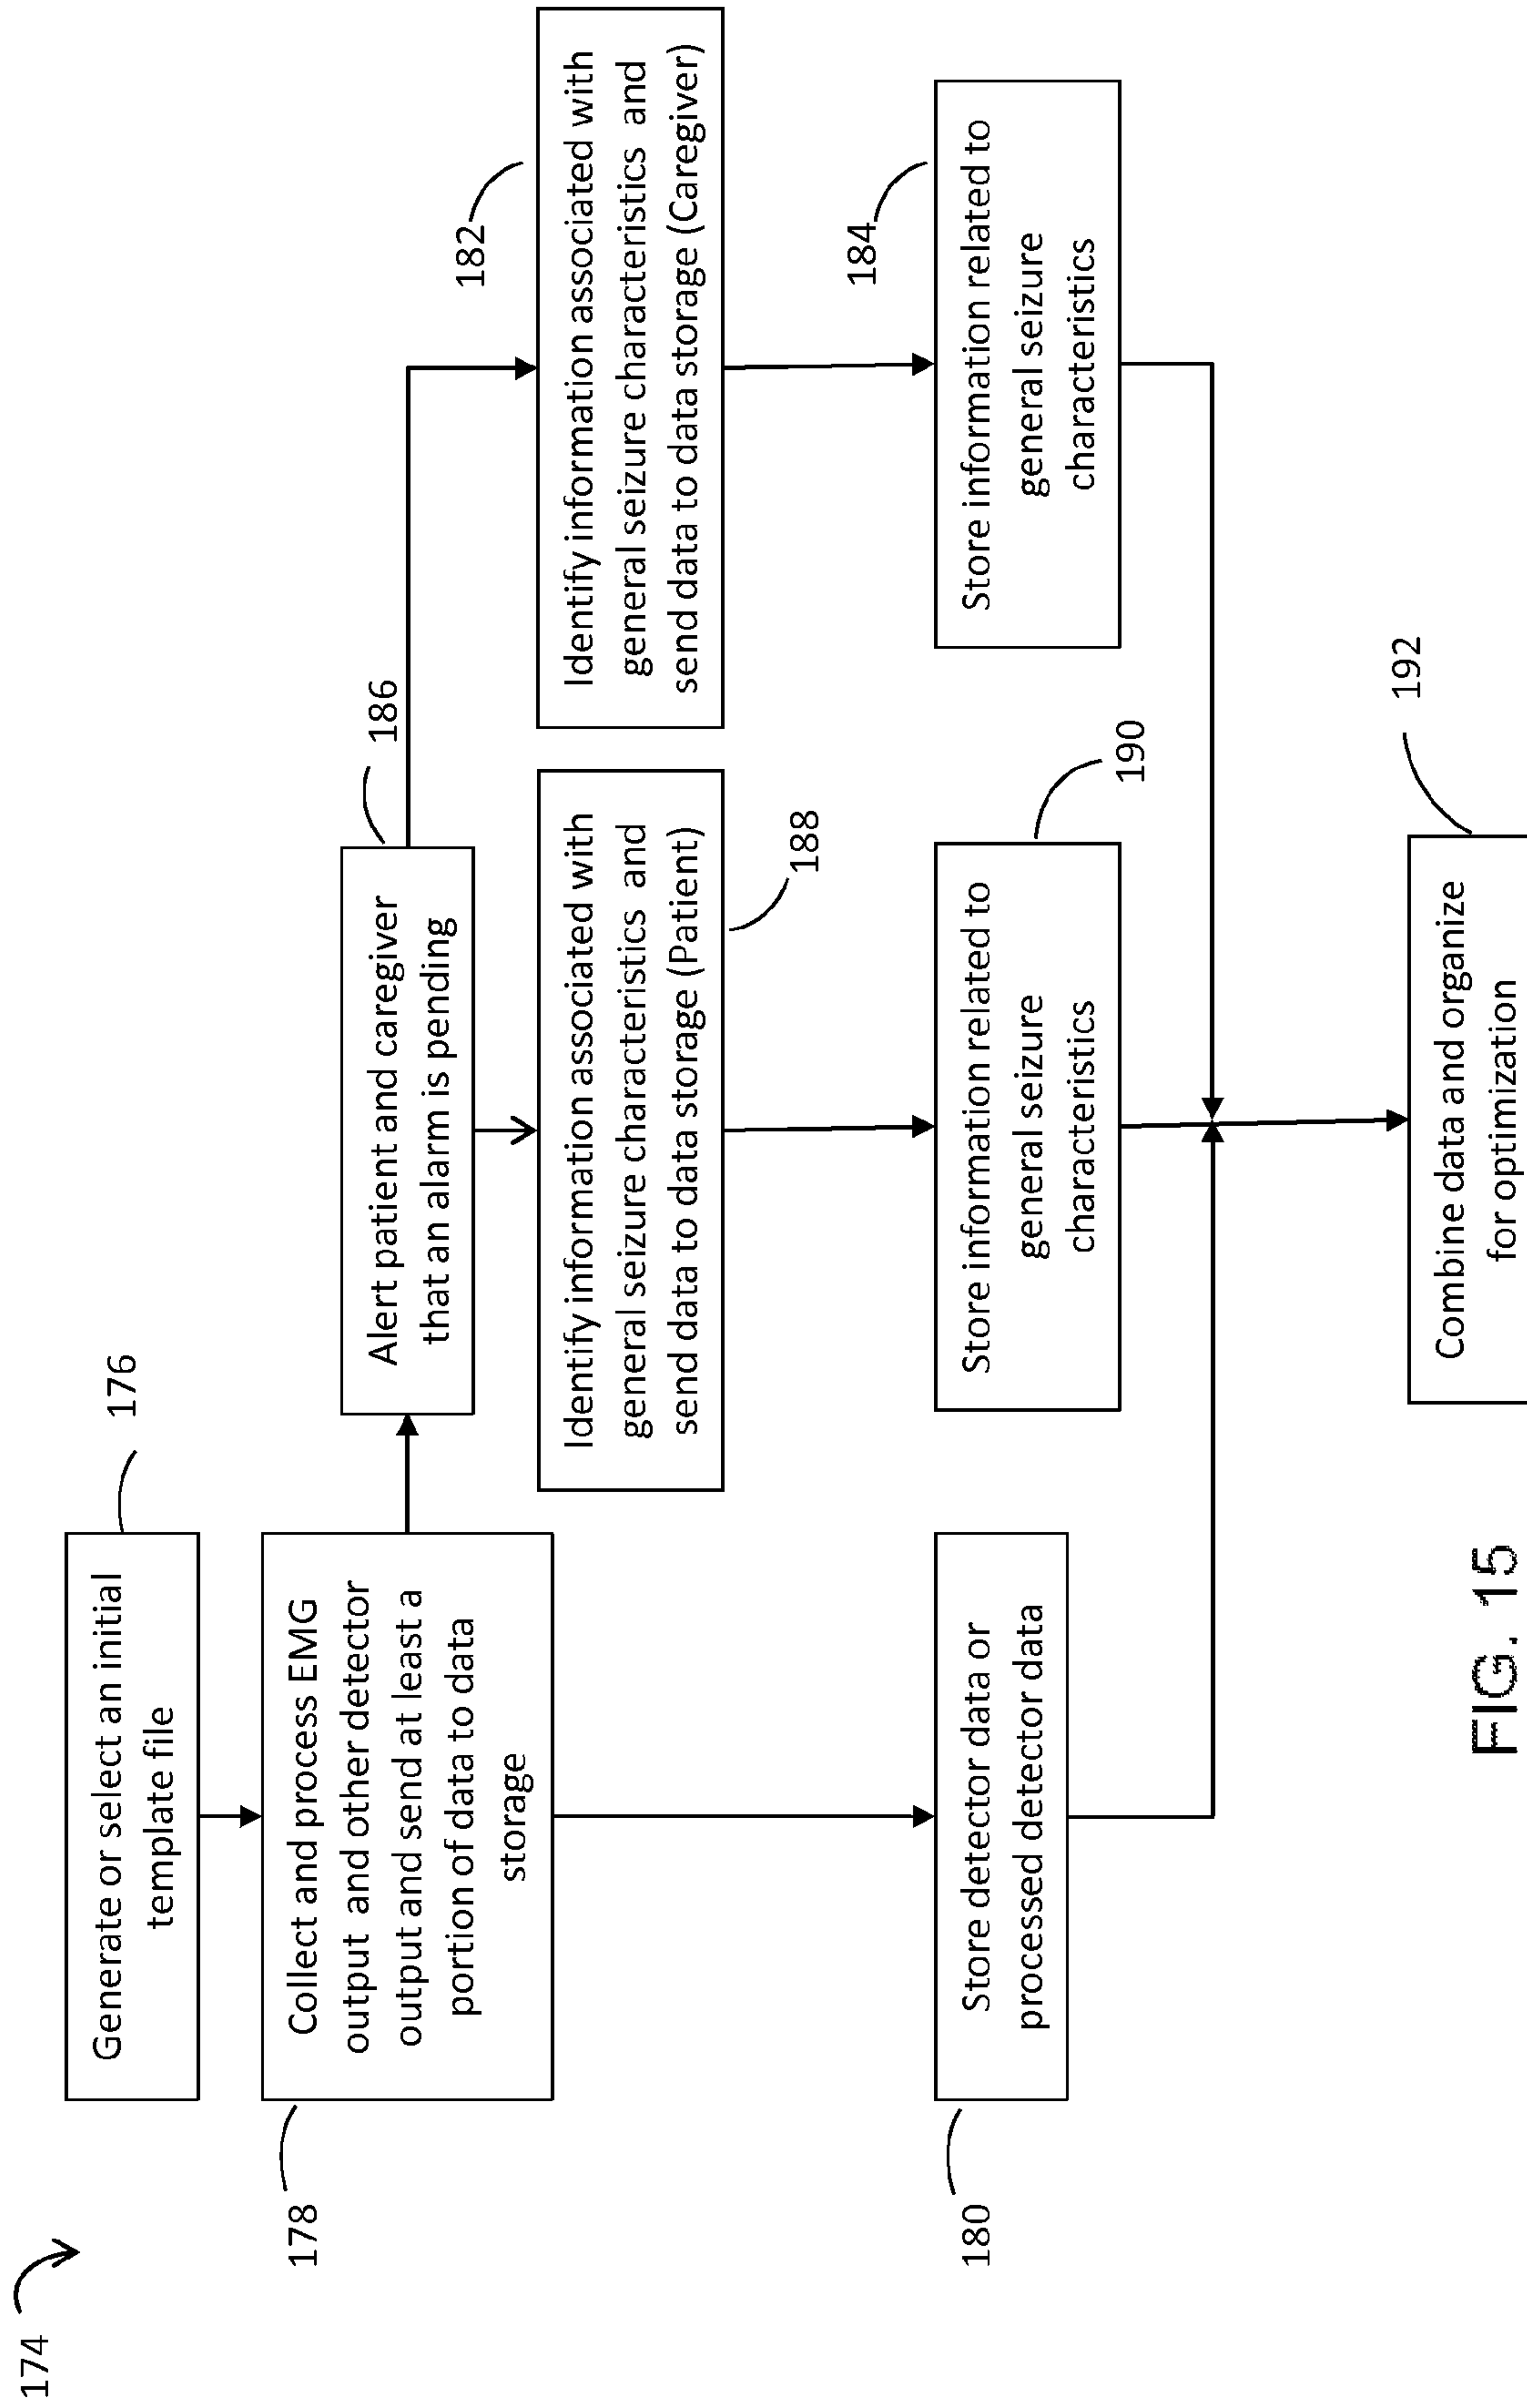 174
176
Generate or select an initial
template file
178
Collect and process EMG
output and other detector
output and send at least a
portion of data to data
storage
186
Alert patient and caregiver
that an alarm is pending
188
Identify information associated with
general seizure characteristics and
send data to data storage (Patient)
182
Identify information associated with
general seizure characteristics and
send data to data storage (Caregiver)
180
Store detector data or
processed detector data
190
Store information related to
general seizure
characteristics
184
Store information related to
general seizure
characteristics
192
Combine data and organize
for optimization
FIG. 15